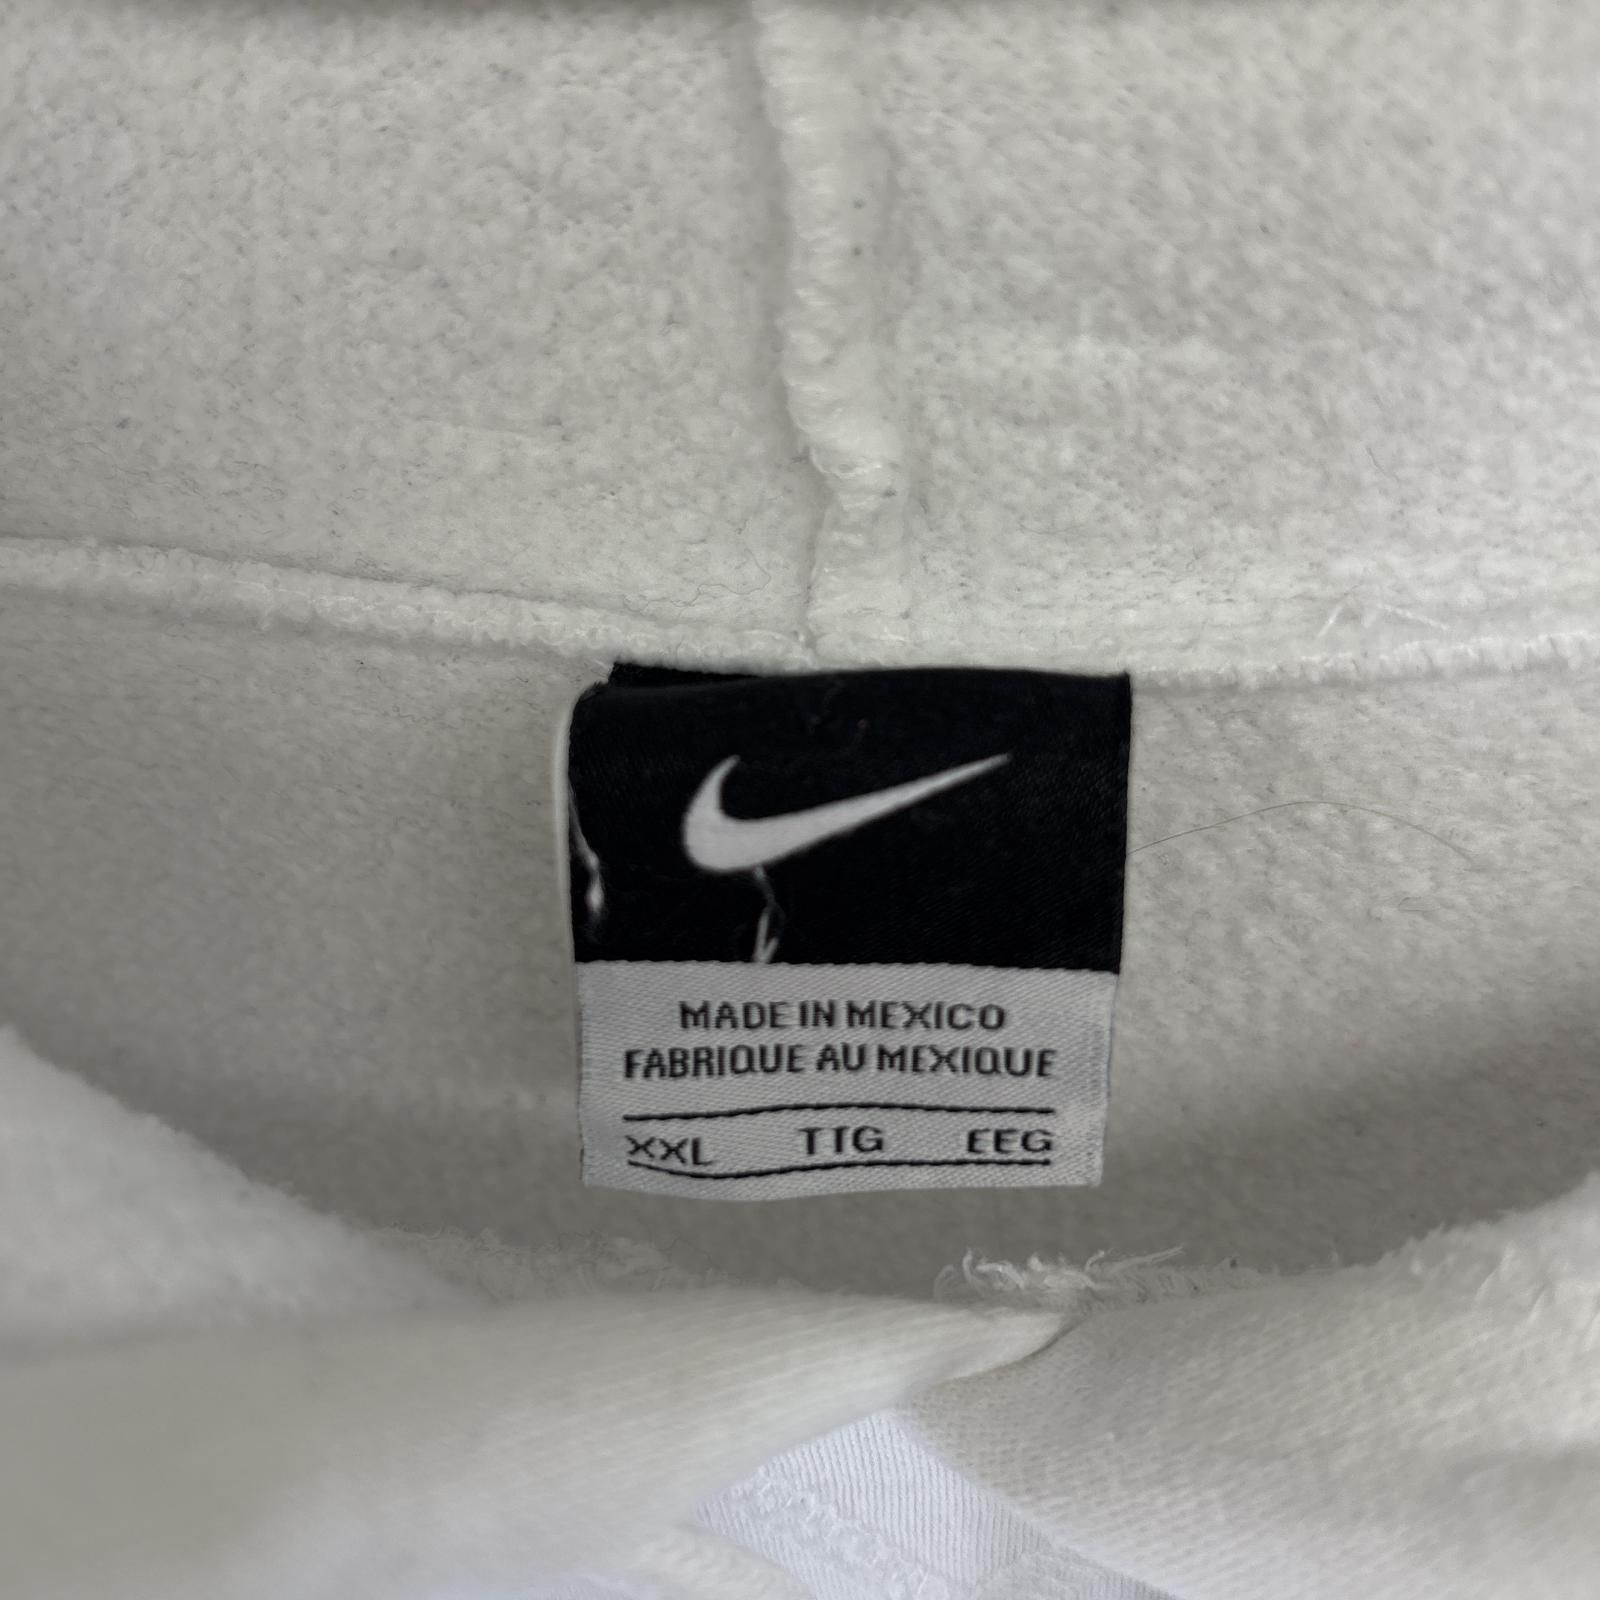 MADE IN MEXICO
FABRIQUE AU MEXIQUE
XXL TTG EEG